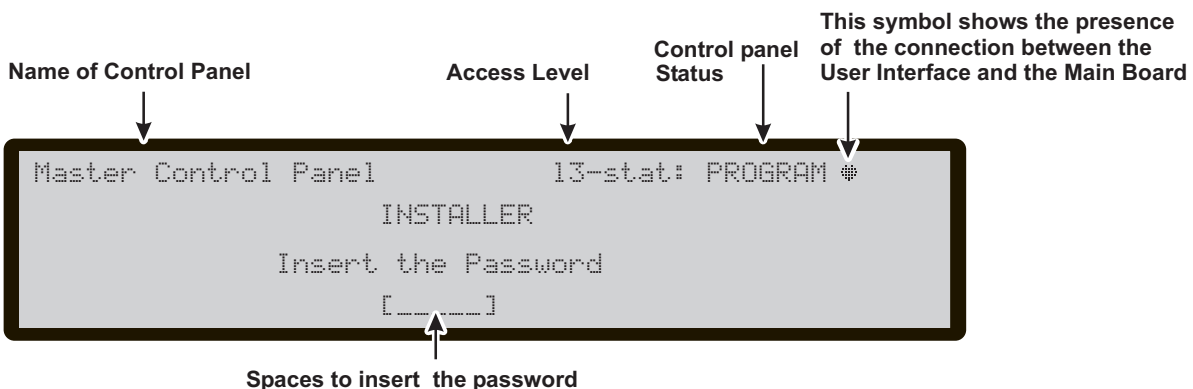 This symbol shows the presence
of the connection between the
User Interface and the Main Board
Control panel
Status
Name of Control Panel
Access Level
Master Control Panel l3-stat: PROGRAM
INSTALLER
Insert the Password
[_____]
Spaces to insert the password